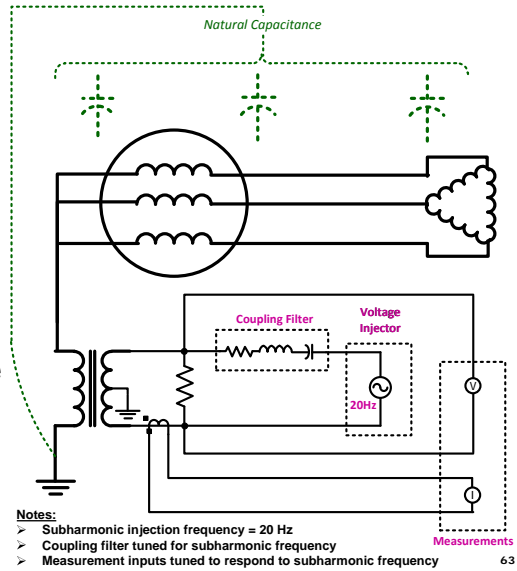 Natural Capacitance
Coupling Filter
Voltage
Injector
20Hz
V
I
Measurements
Notes:
➢ Subharmonic injection frequency = 20 Hz
➢ Coupling filter tuned for subharmonic frequency
➢ Measurement inputs tuned to respond to subharmonic frequency
63